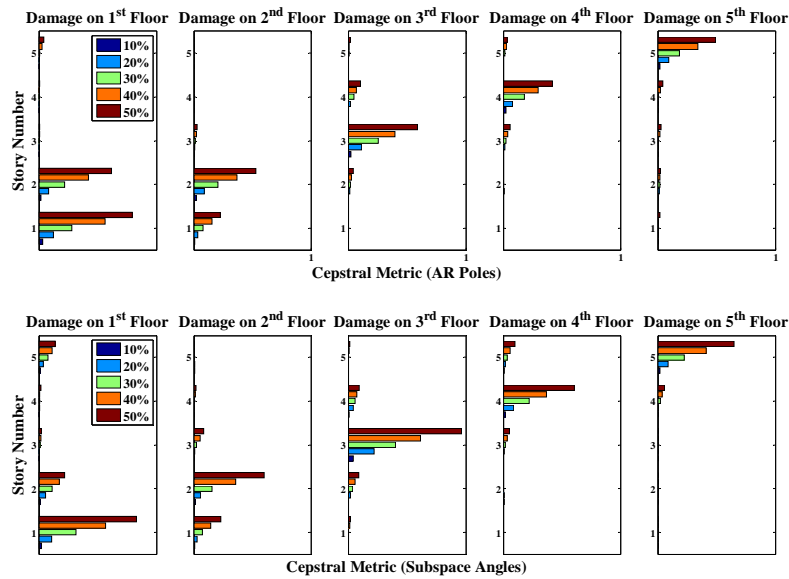 Damage on 1st Floor Damage on 2nd Floor Damage on 3rd Floor Damage on 4th Floor Damage on 5th Floor
10%
20%
30%
40%
50%
5
4
3
2
1
Story Number
1 1 1 1
Cepstral Metric (AR Poles)
Damage on 1st Floor Damage on 2nd Floor Damage on 3rd Floor Damage on 4th Floor Damage on 5th Floor
10%
20%
30%
40%
50%
5
4
3
2
1
Story Number
Cepstral Metric (Subspace Angles)